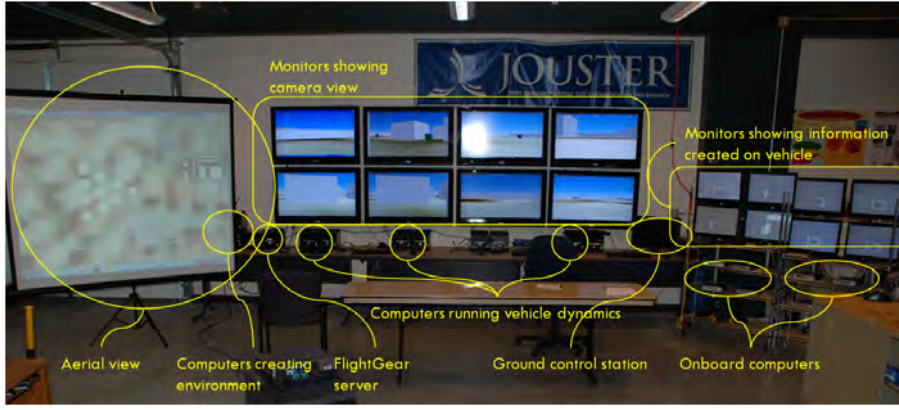 JOUSTER
Monitors showing
camera view
Monitors showing information
created on vehicle
Computers running vehicle dynamics
Aerial view
Computers creating
environment
FlightGear
server
Ground control station
Onboard computers